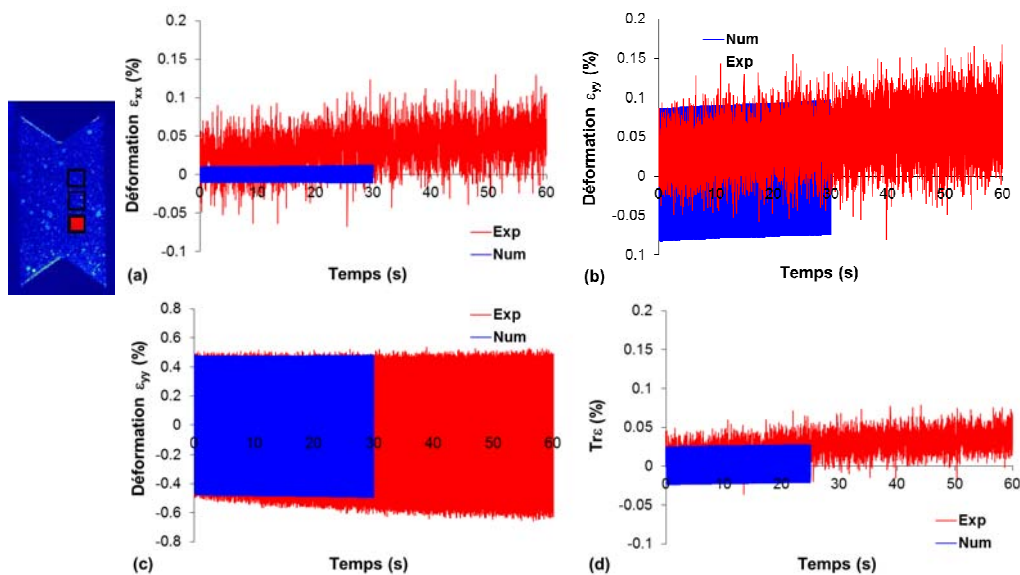 0.2
0.15
0.1
0.05
0
0.05
0.1
0 10 20 30 40 50 60
Déformation εxx (%)
Temps (s)
Exp
Num
(a)
0.2
0.15
0.1
0.05
0
-0.05
0.1
0 10 20 30 40 50 60
Déformation εyy (%)
Temps (s)
Num
Exp
(b)
0.8
0.6
0.4
0.2
0
-0.2
-0.4
-0.6
-0.8
0 10 20 30 40 50 60
Déformation εyy (%)
Temps (s)
Exp
Num
(c)
0.2
0.15
0.1
0.05
0
-0.05
-0.1
0 10 20 30 40 50 60
Trε (%)
Temps (s)
Exp
Num
(d)